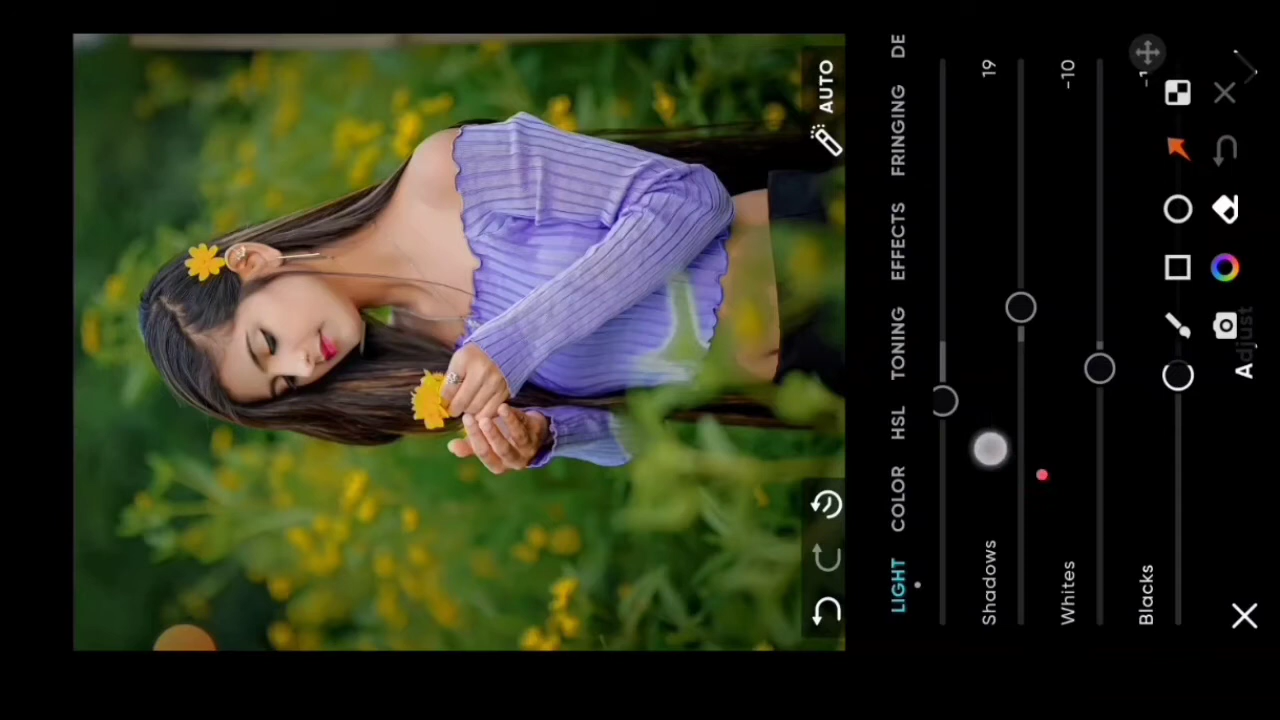 AUTO
LIGHT COLOR HSL TONING EFFECTS FRINGING DE
Shadows 19
Whites -10
Blacks
Adjust